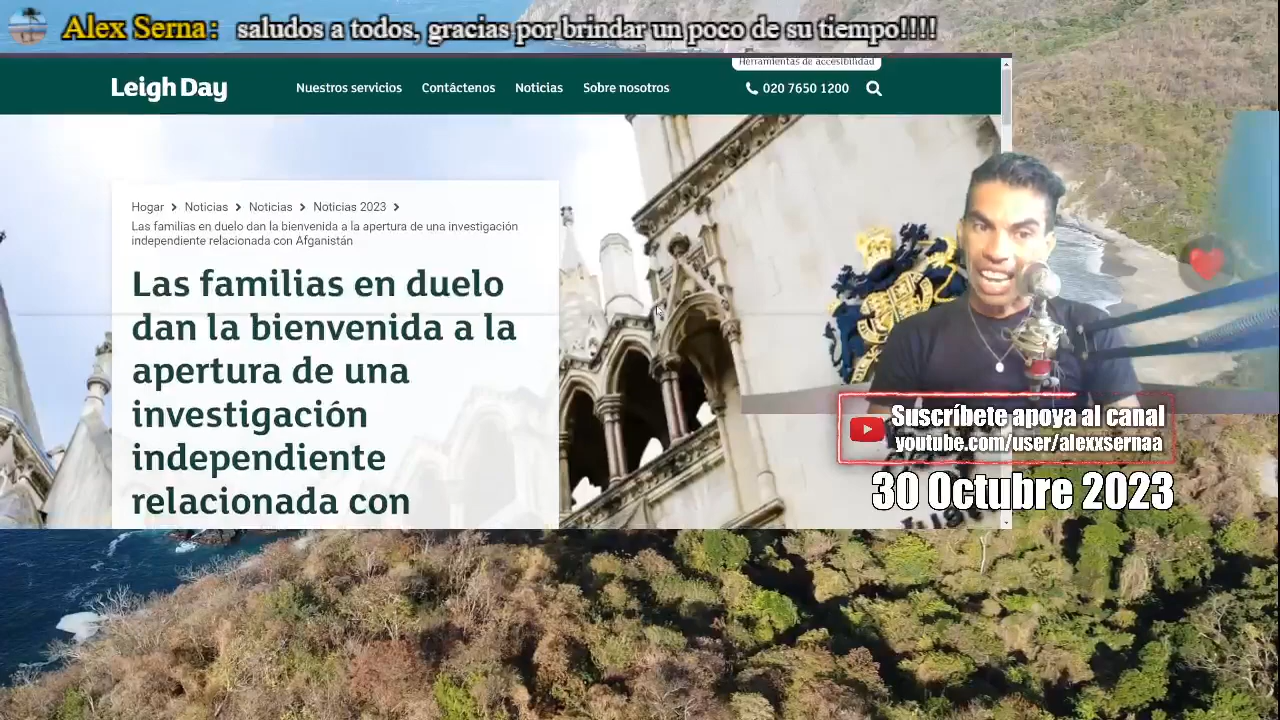 Alex Serna: saludos a todos, gracias por brindar un poco de su tiempo!!!!
Herramientas de accesibilidad
Leigh Day
Nuestros servicios
Contáctenos
Noticias
Sobre nosotros
020 7650 1200
Hogar > Noticias > Noticias > Noticias 2023 >
Las familias en duelo dan la bienvenida a la apertura de una investigación
independiente relacionada con Afganistán
Las familias en duelo
dan la bienvenida a la
apertura de una
investigación
independiente
relacionada con
Suscríbete apoya al canal
youtube.com/user/alexxsernaa
30 Octubre 2023